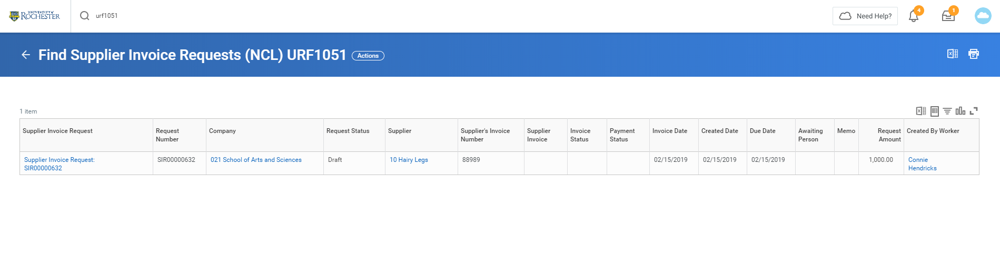 UNIVERSITY of
ROCHESTER
urf1051
Need Help?
4
1
Find Supplier Invoice Requests (NCL) URF1051
Actions
1 item
Supplier Invoice Request
Request
Number
Company
Request Status
Supplier
Supplier's Invoice
Number
Supplier
Invoice
Invoice
Status
Payment
Status
Invoice Date
Created Date
Due Date
Awaiting
Person
Memo
Request
Amount
Created By Worker
Supplier Invoice Request:
SIR00000632
SIR00000632
021 School of Arts and Sciences
Draft
10 Hairy Legs
88989
02/15/2019
02/15/2019
02/15/2019
1,000.00
Connie
Hendricks